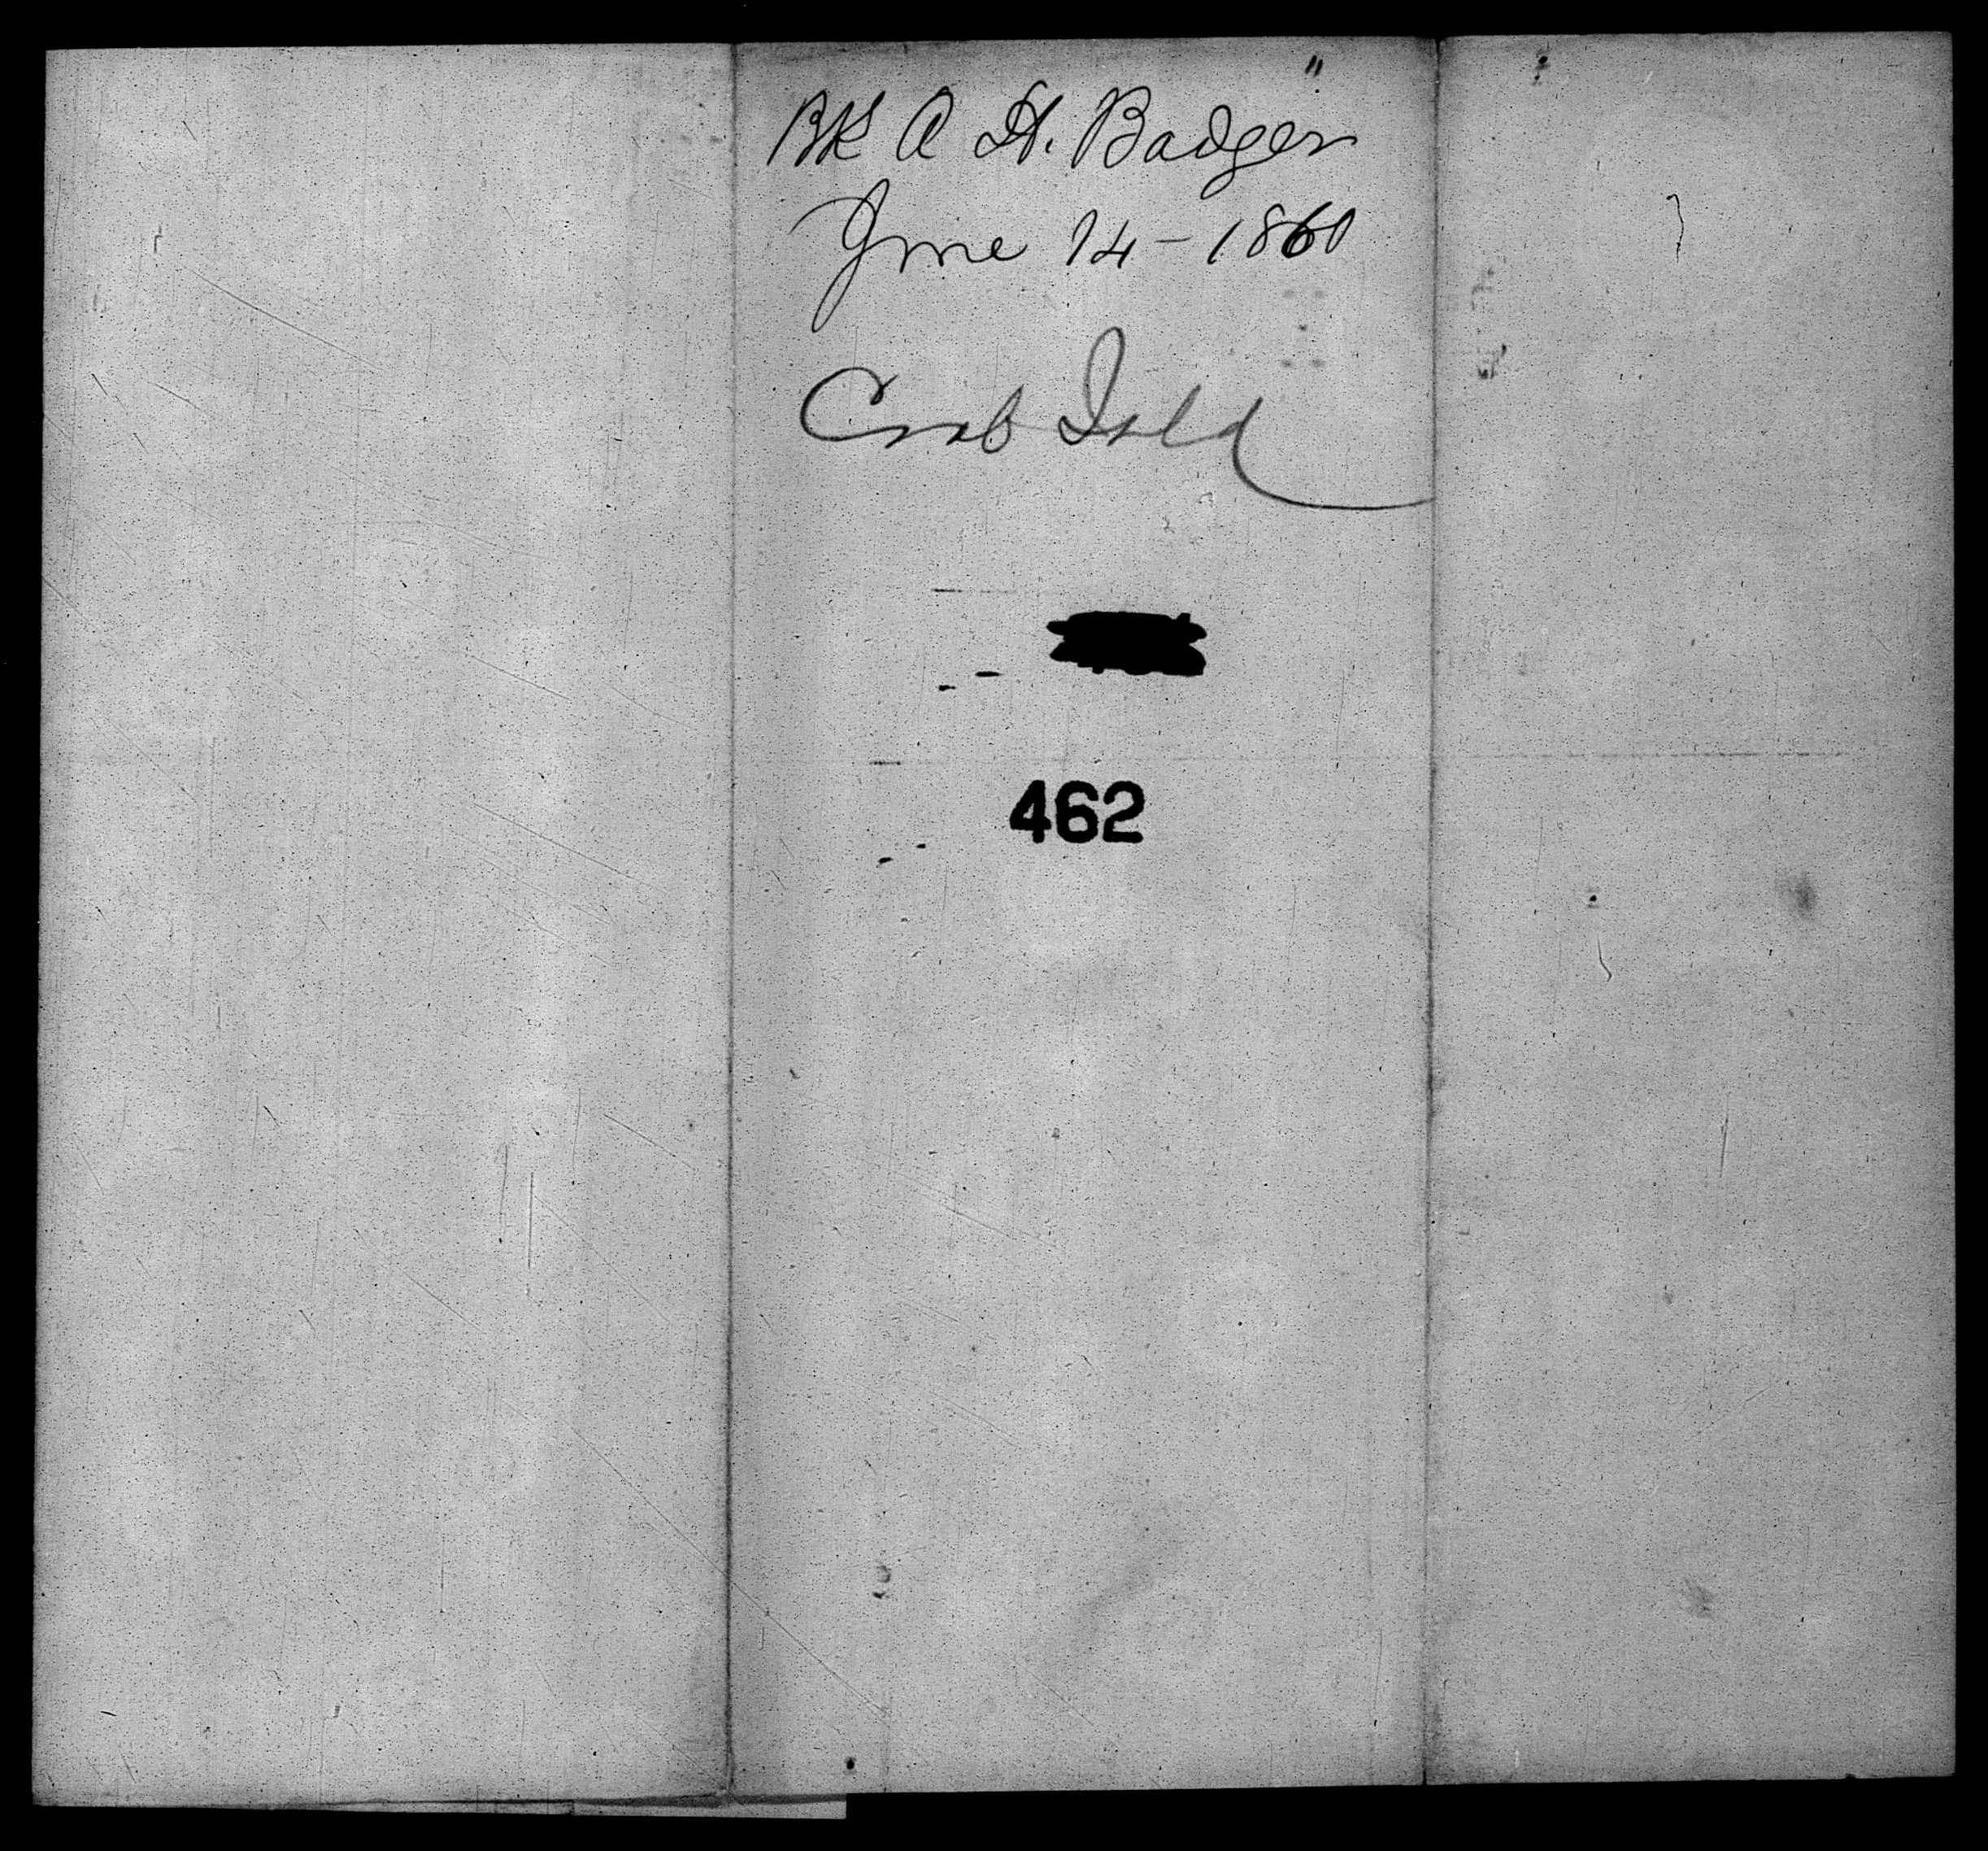 "
BK A H. Badger
June 14 - 1860
Crab Isld
462